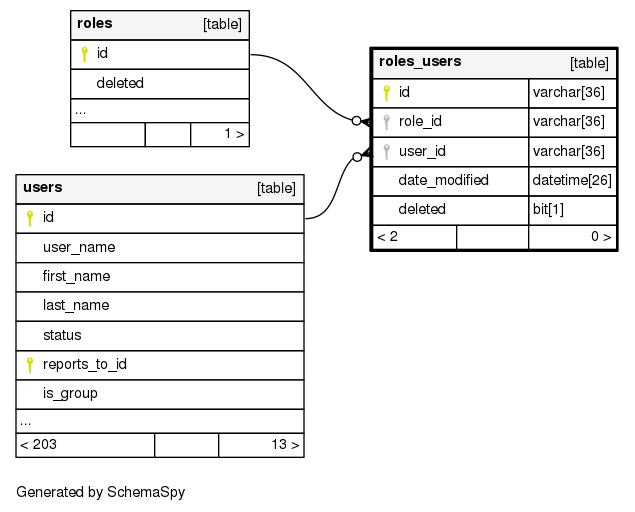 roles [table]
id
deleted
...
1 >
roles_users [table]
id varchar[36]
role_id varchar[36]
user_id varchar[36]
date_modified datetime[26]
deleted bit[1]
< 2 0 >
users [table]
id
user_name
first_name
last_name
status
reports_to_id
is_group
...
< 203 13 >
Generated by SchemaSpy